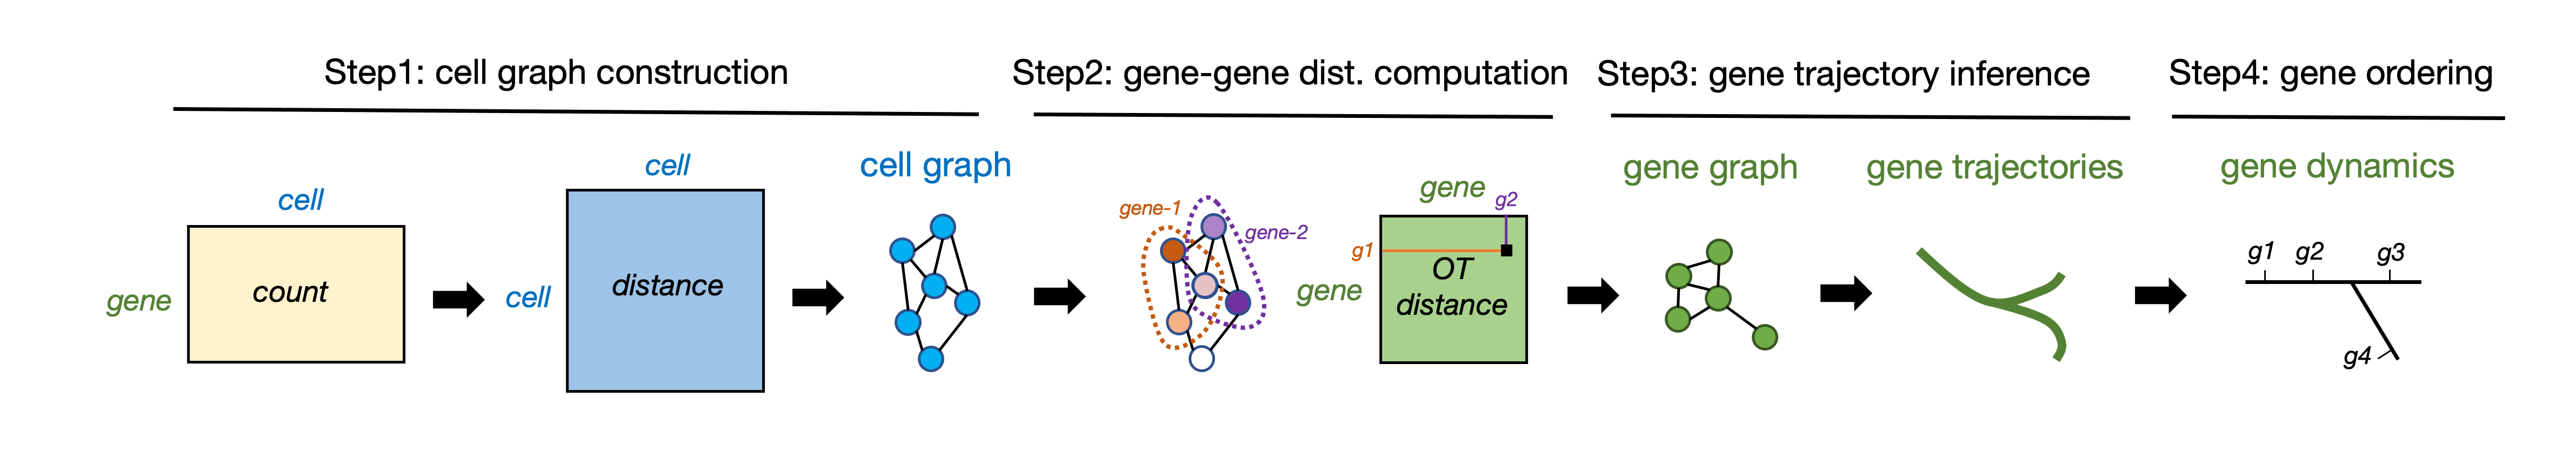 Step1: cell graph construction
Step2: gene-gene dist. computation
Step3: gene trajectory inference
Step4: gene ordering
cell
gene
count
cell
cell
distance
cell graph
gene-1
gene-2
gene
g2
g1
gene
OT
distance
gene graph
gene trajectories
gene dynamics
g1
g2
g3
g4